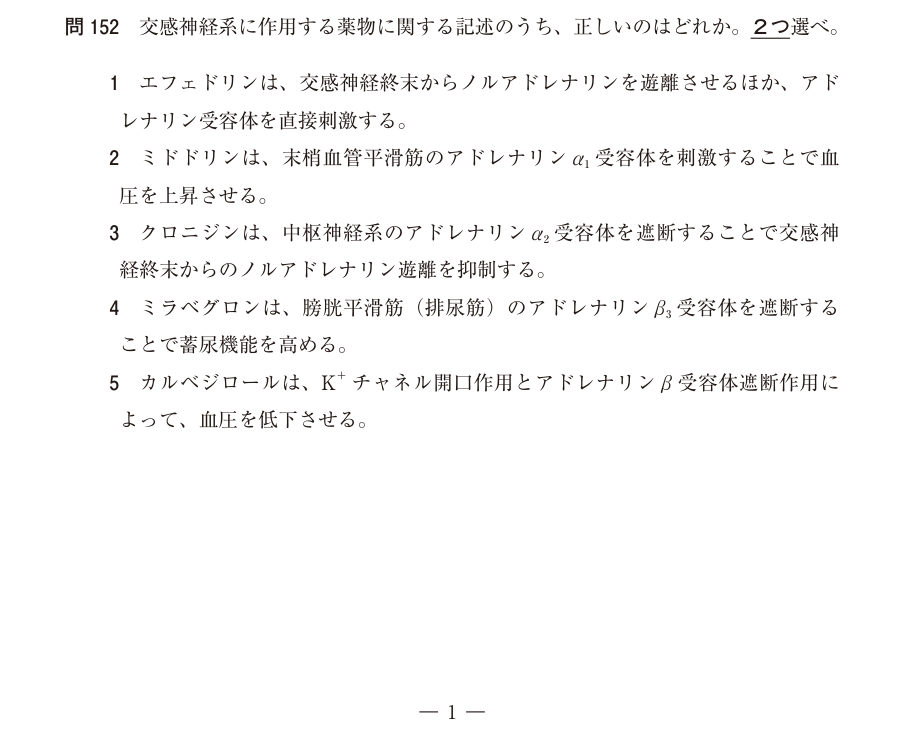 問 152 交感神経系に作用する薬物に関する記述のうち、正しいのはどれか。2つ選べ。
1 エフェドリンは、交感神経終末からノルアドレナリンを遊離させるほか、アド
レナリン受容体を直接刺激する。
2 ミドドリンは、末梢血管平滑筋のアドレナリン α₁ 受容体を刺激することで血
圧を上昇させる。
3 クロニジンは、中枢神経系のアドレナリン α₂ 受容体を遮断することで交感神
経終末からのノルアドレナリン遊離を抑制する。
4 ミラベグロンは、膀胱平滑筋（排尿筋）のアドレナリン β₃ 受容体を遮断する
ことで蓄尿機能を高める。
5 カルベジロールは、K⁺ チャネル開口作用とアドレナリン β 受容体遮断作用に
よって、血圧を低下させる。
— 1 —